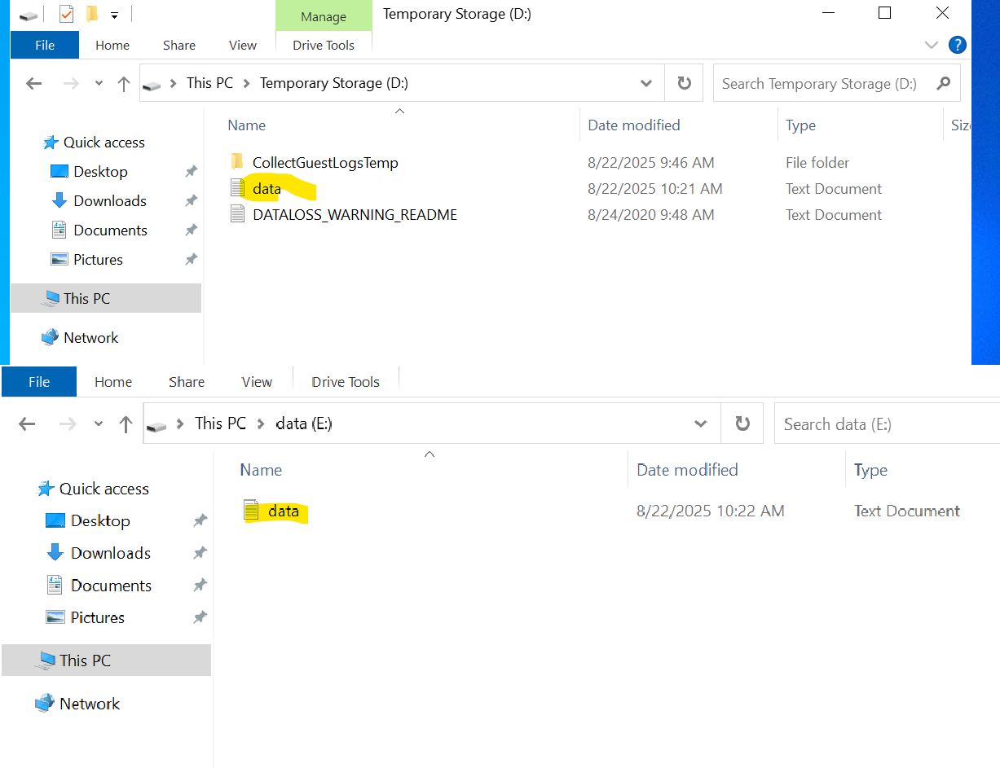 Manage Temporary Storage (D:)
File Home Share View Drive Tools
This PC Temporary Storage (D:) Search Temporary Storage (D:)
Name Date modified Type
Quick access
Desktop
Downloads
Documents
Pictures
This PC
Network
CollectGuestLogsTemp 8/22/2025 9:46 AM File folder
data 8/22/2025 10:21 AM Text Document
DATALOSS_WARNING_README 8/24/2020 9:48 AM Text Document
File Home Share View Drive Tools
This PC data (E:) Search data (E:)
Name Date modified Type
Quick access
Desktop
Downloads
Documents
Pictures
This PC
Network
data 8/22/2025 10:22 AM Text Document